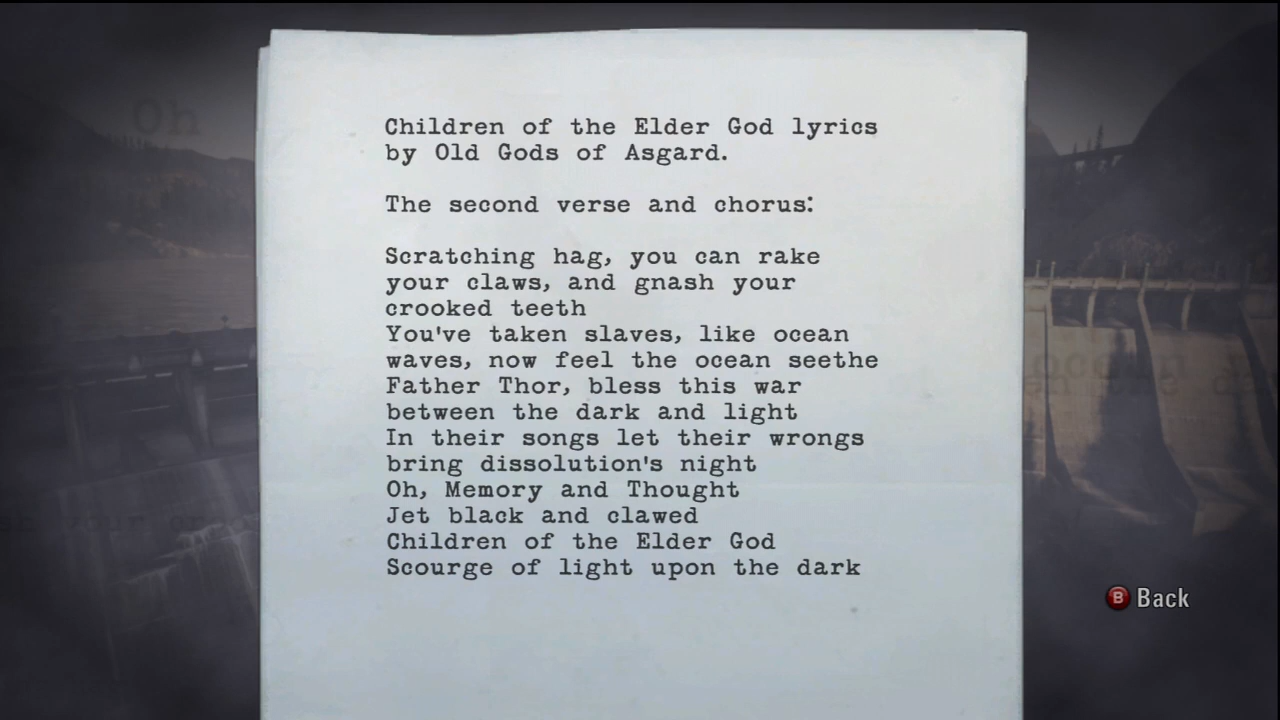 Oh
Children of the Elder God lyrics
by Old Gods of Asgard.
The second verse and chorus:
Scratching hag, you can rake
your claws, and gnash your
crooked teeth
You've taken slaves, like ocean
waves, now feel the ocean seethe
Father Thor, bless this war
between the dark and light
In their songs let their wrongs
bring dissolution's night
Oh, Memory and Thought
Jet black and clawed
Children of the Elder God
Scourge of light upon the dark
ocean
B Back